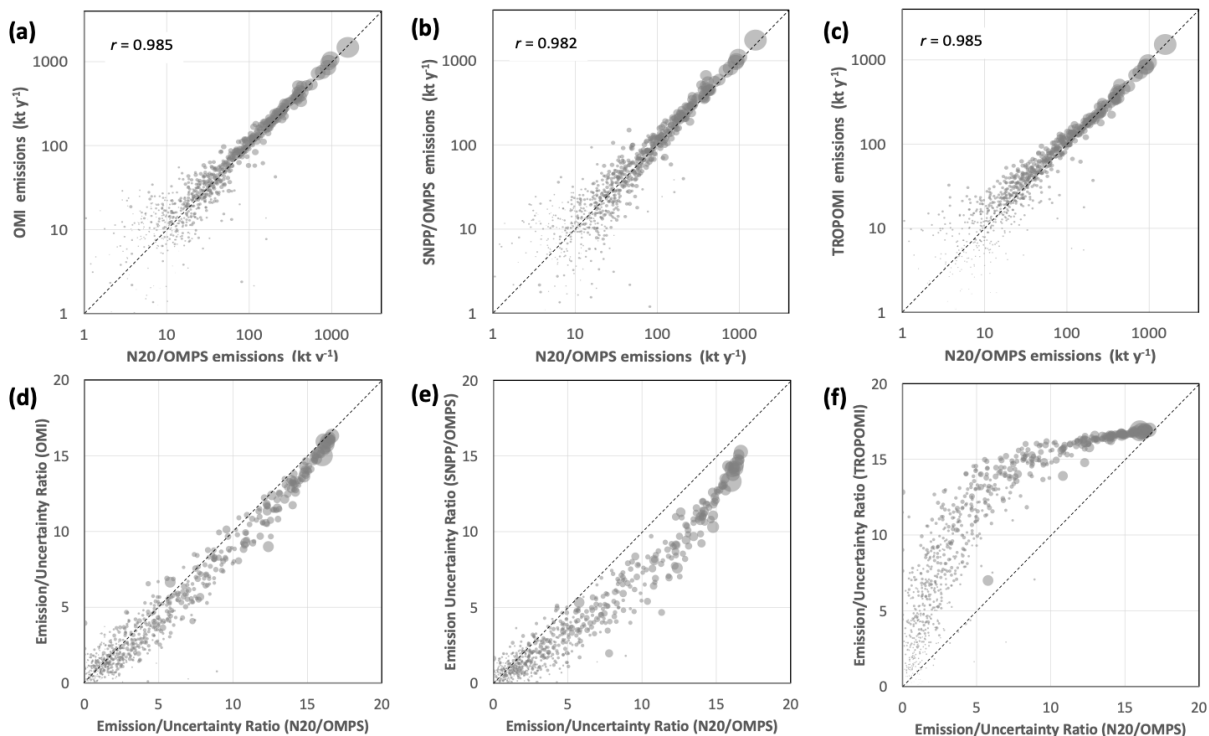 (a)
r = 0.985
OMI emissions (kt y-1)
1000
100
10
1
1
10
100
1000
N20/OMPS emissions (kt y-1)
(b)
r = 0.982
SNPP/OMPS emissions (kt y-1)
1000
100
10
1
1
10
100
1000
N20/OMPS emissions (kt y-1)
(c)
r = 0.985
TROPOMI emissions (kt y-1)
1000
100
10
1
1
10
100
1000
N20/OMPS emissions (kt y-1)
(d)
Emission/Uncertainty Ratio (OMI)
20
15
10
5
0
0
5
10
15
20
Emission/Uncertainty Ratio (N20/OMPS)
(e)
Emission Uncertainty Ratio (SNPP/OMPS)
20
15
10
5
0
0
5
10
15
20
Emission/Uncertainty Ratio (N20/OMPS)
(f)
Emission/Uncertainty Ratio (TROPOMI)
20
15
10
5
0
0
5
10
15
20
Emission/Uncertainty Ratio (N20/OMPS)